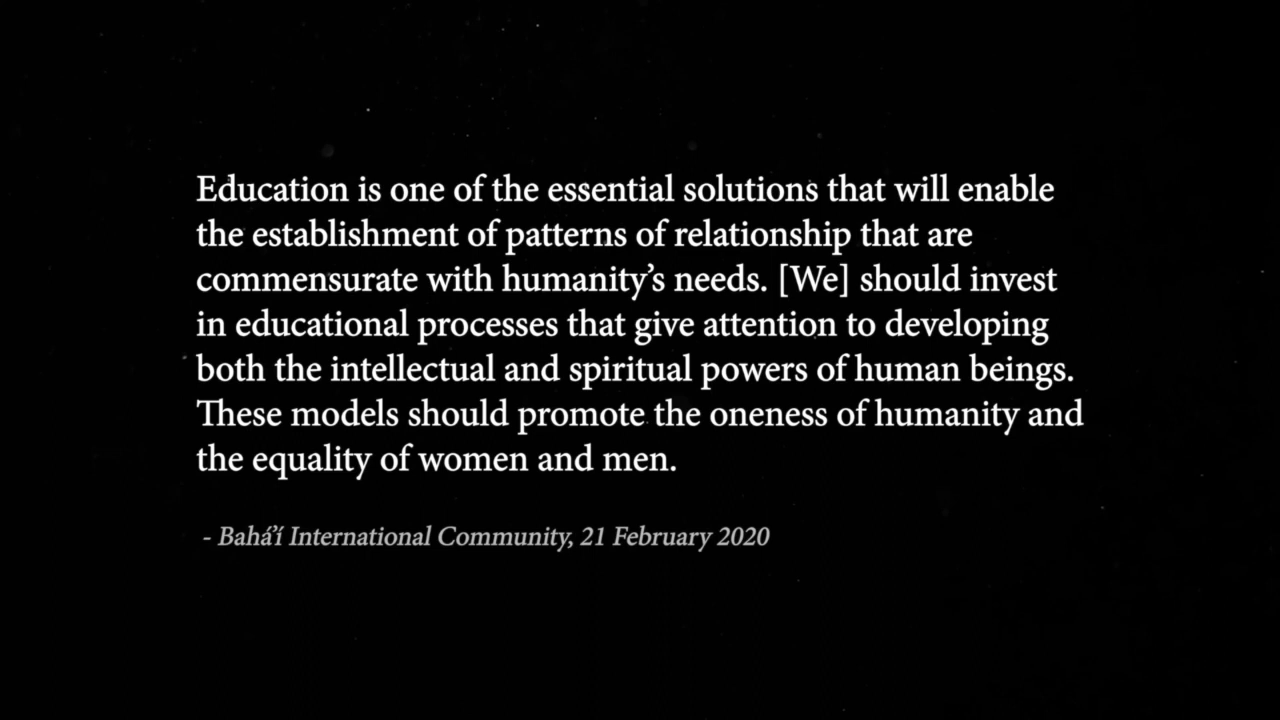 Education is one of the essential solutions that will enable
the establishment of patterns of relationship that are
commensurate with humanity’s needs. [We] should invest
in educational processes that give attention to developing
both the intellectual and spiritual powers of human beings.
These models should promote the oneness of humanity and
the equality of women and men.
- Bahá’í International Community, 21 February 2020